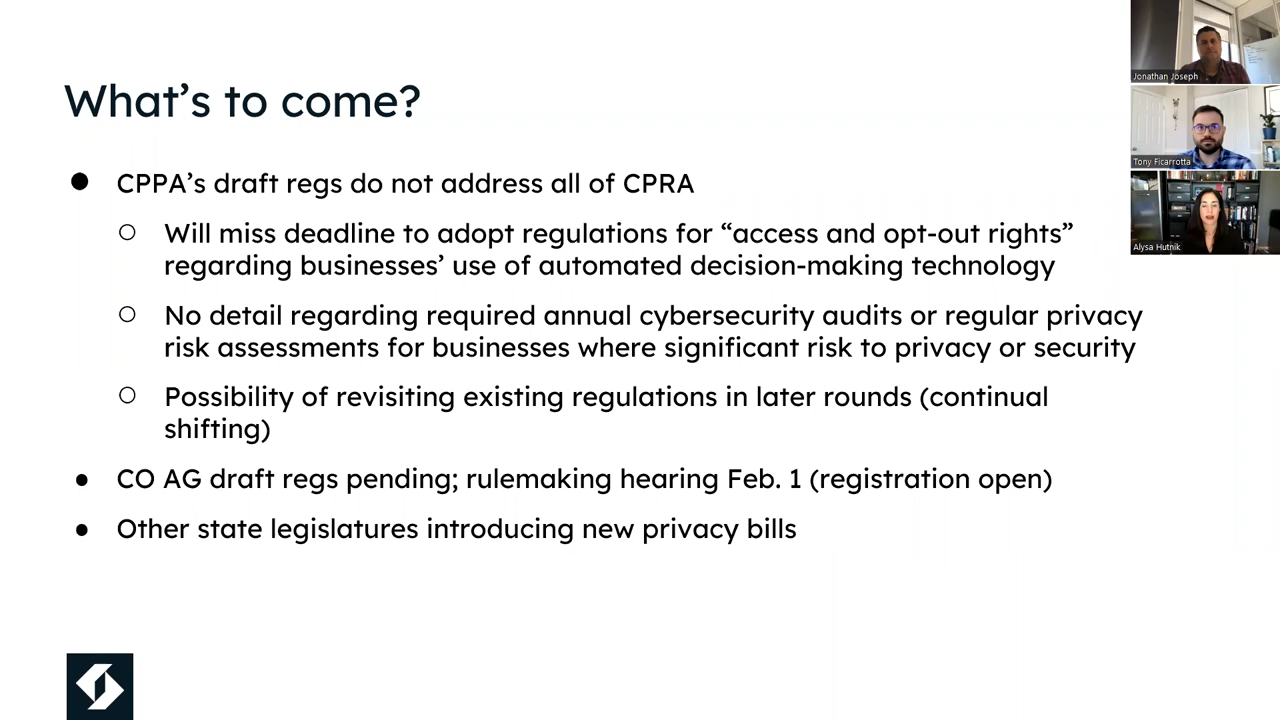 What’s to come?
● CPPA’s draft regs do not address all of CPRA
○ Will miss deadline to adopt regulations for “access and opt-out rights”
regarding businesses’ use of automated decision-making technology
○ No detail regarding required annual cybersecurity audits or regular privacy
risk assessments for businesses where significant risk to privacy or security
○ Possibility of revisiting existing regulations in later rounds (continual
shifting)
● CO AG draft regs pending; rulemaking hearing Feb. 1 (registration open)
● Other state legislatures introducing new privacy bills
Jonathan Joseph
Tony Ficarrotta
Alysa Hutnik